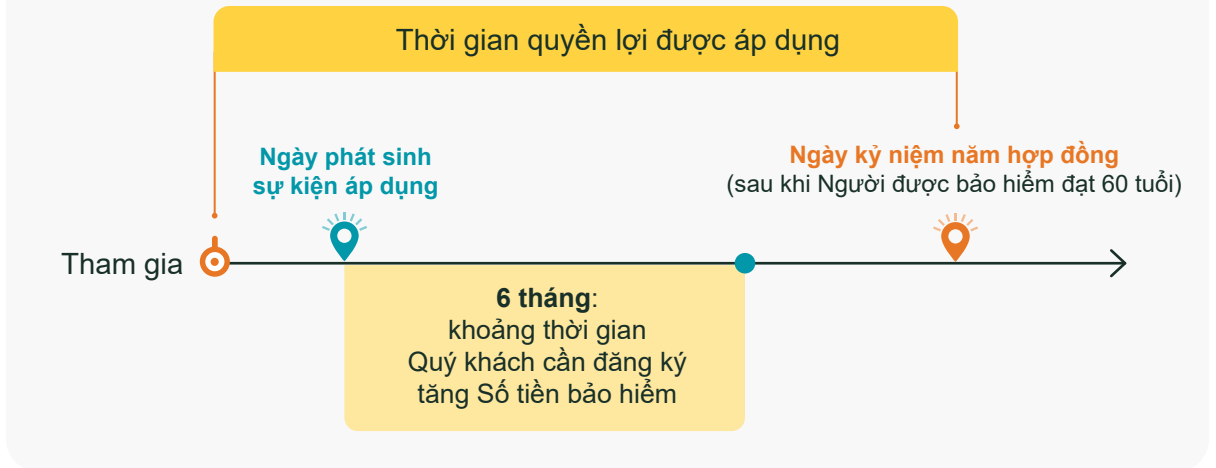 Thời gian quyền lợi được áp dụng
Ngày phát sinh
sự kiện áp dụng
Ngày kỷ niệm năm hợp đồng
(sau khi Người được bảo hiểm đạt 60 tuổi)
Tham gia
6 tháng:
khoảng thời gian
Quý khách cần đăng ký
tăng Số tiền bảo hiểm